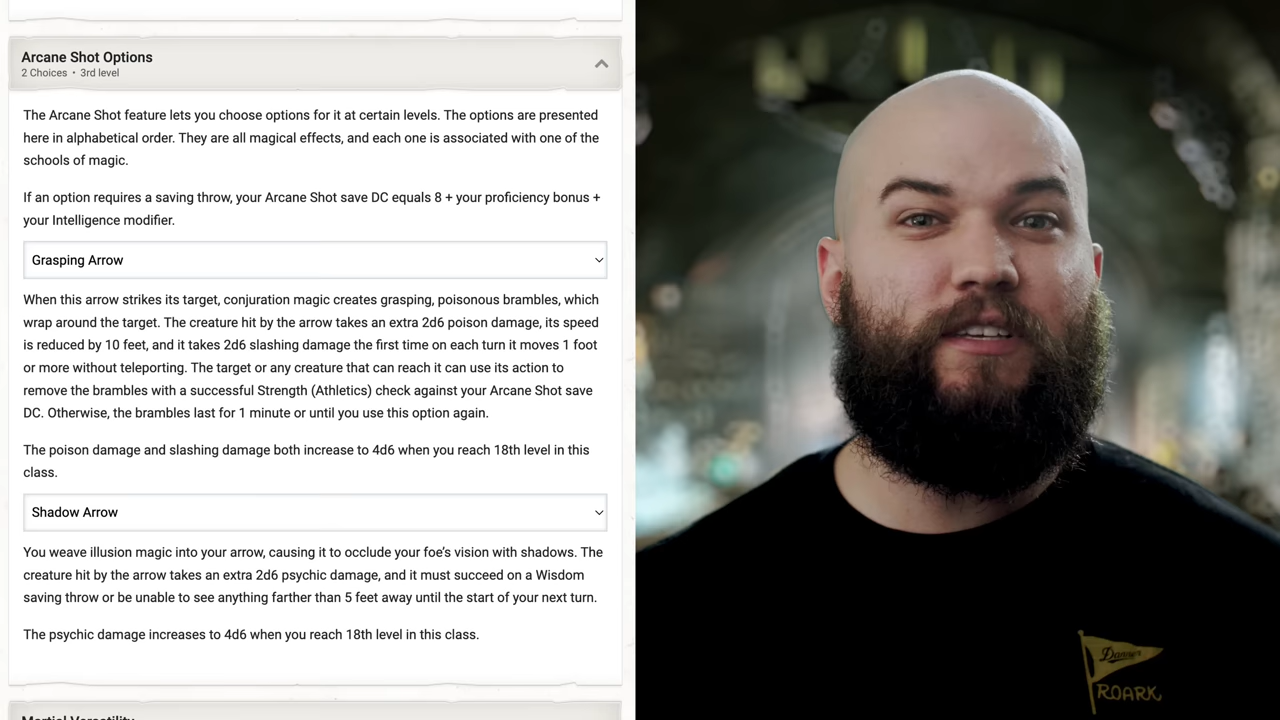 Arcane Shot Options
2 Choices • 3rd level
The Arcane Shot feature lets you choose options for it at certain levels. The options are presented
here in alphabetical order. They are all magical effects, and each one is associated with one of the
schools of magic.
If an option requires a saving throw, your Arcane Shot save DC equals 8 + your proficiency bonus +
your Intelligence modifier.
Grasping Arrow
When this arrow strikes its target, conjuration magic creates grasping, poisonous brambles, which
wrap around the target. The creature hit by the arrow takes an extra 2d6 poison damage, its speed
is reduced by 10 feet, and it takes 2d6 slashing damage the first time on each turn it moves 1 foot
or more without teleporting. The target or any creature that can reach it can use its action to
remove the brambles with a successful Strength (Athletics) check against your Arcane Shot save
DC. Otherwise, the brambles last for 1 minute or until you use this option again.
The poison damage and slashing damage both increase to 4d6 when you reach 18th level in this
class.
Shadow Arrow
You weave illusion magic into your arrow, causing it to occlude your foe's vision with shadows. The
creature hit by the arrow takes an extra 2d6 psychic damage, and it must succeed on a Wisdom
saving throw or be unable to see anything farther than 5 feet away until the start of your next turn.
The psychic damage increases to 4d6 when you reach 18th level in this class.
Martial Versatility
Danner
ROARK